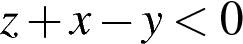 z + x − y < 0